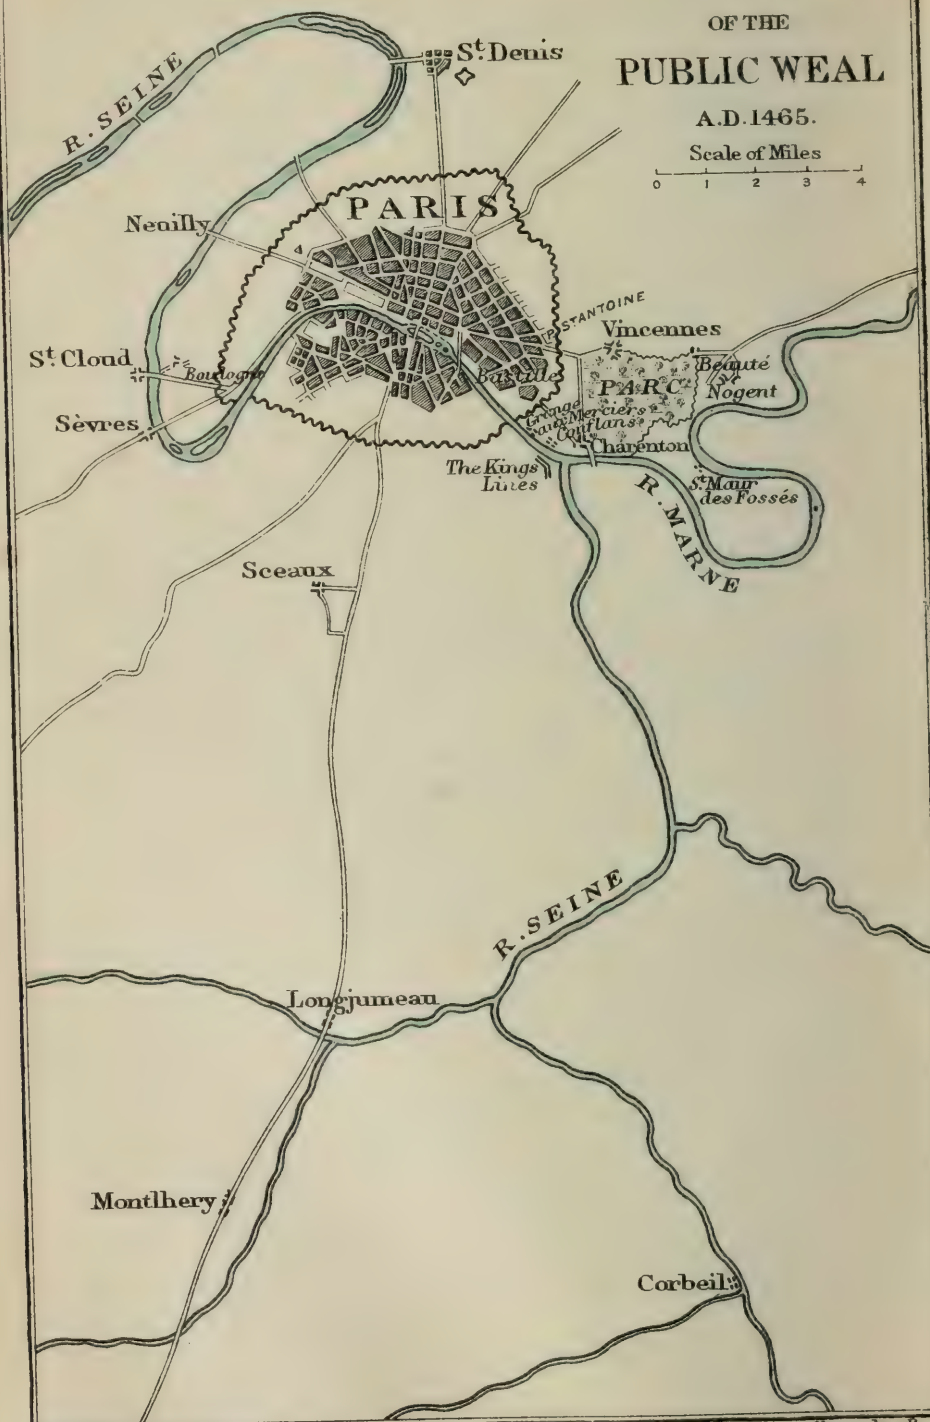 OF THE
PUBLIC WEAL
A.D. 1465.
Scale of Miles
0 1 2 3 4
R. SEINE
St. Denis
PARIS
Neuilly
4
St ANTOINE
Vincennes
St. Cloud
Boulogne
Beauté
Bastille
PARC
Nogent
Sèvres
Grange
aux Merciers
Conflans
Charenton
The Kings
Lines
St. Maur
des Fossés
R. MARNE
Sceaux
R. SEINE
Longjumeau
Montlhery
Corbeil